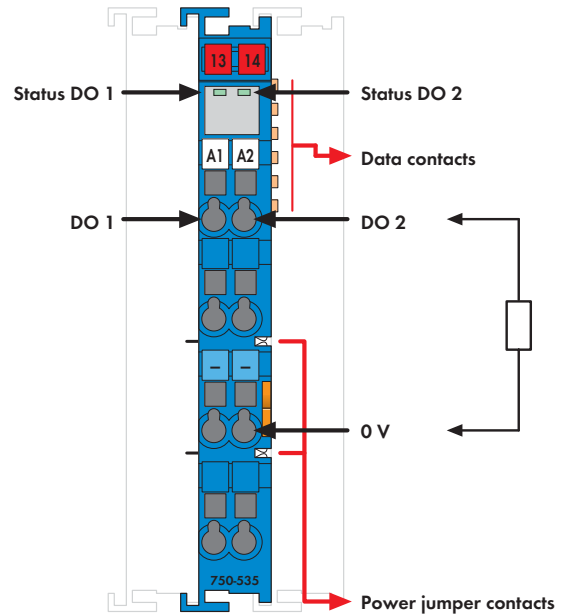 13 14
Status DO 1
Status DO 2
A1 A2
Data contacts
DO 1
DO 2
– –
0 V
750-535
Power jumper contacts